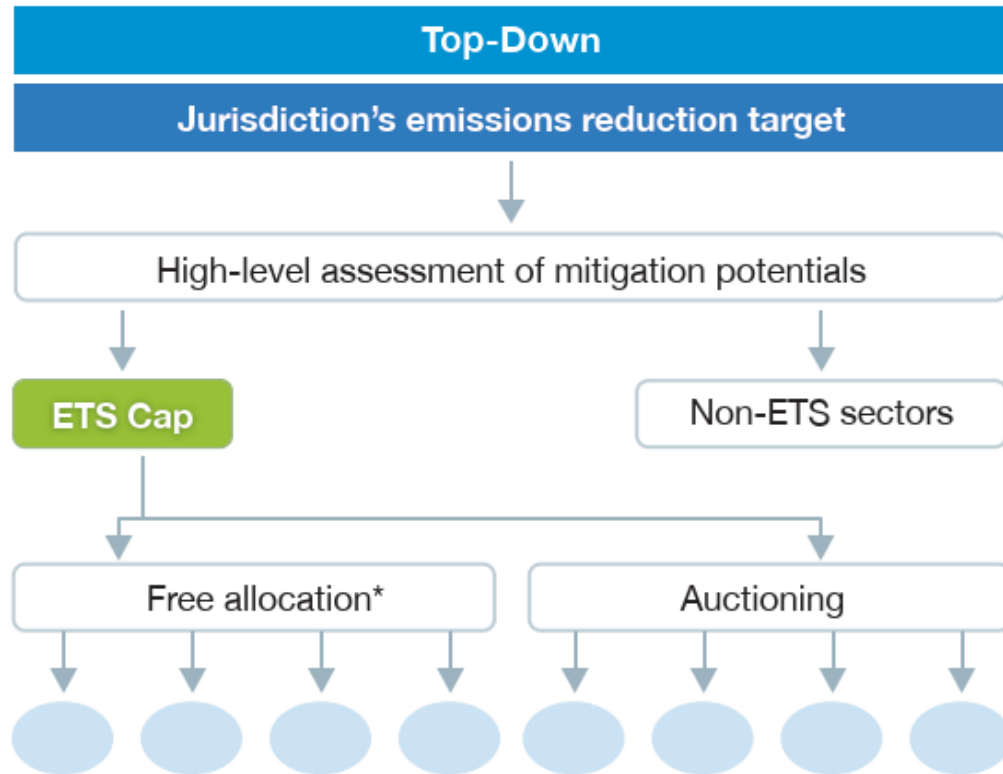 Top-Down
Jurisdiction’s emissions reduction target
High-level assessment of mitigation potentials
ETS Cap
Non-ETS sectors
Free allocation*
Auctioning